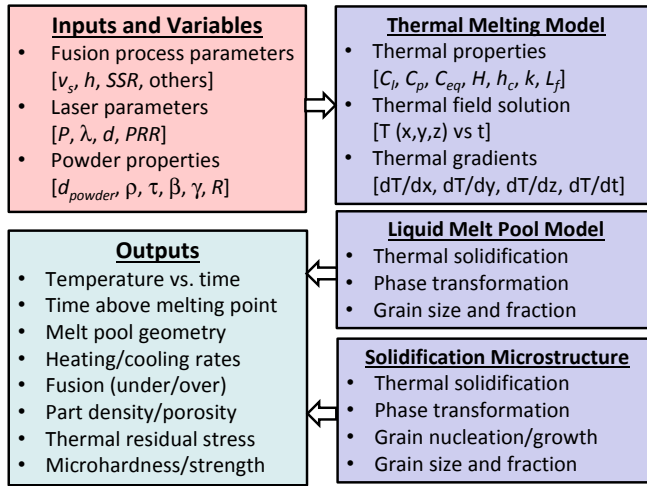 Inputs and Variables
• Fusion process parameters
[v_s, h, SSR, others]
• Laser parameters
[P, λ, d, PRR]
• Powder properties
[d_powder, ρ, τ, β, γ, R]
Thermal Melting Model
• Thermal properties
[C_l, C_p, C_eq, H, h_c, k, L_f]
• Thermal field solution
[T (x,y,z) vs t]
• Thermal gradients
[dT/dx, dT/dy, dT/dz, dT/dt]
Outputs
• Temperature vs. time
• Time above melting point
• Melt pool geometry
• Heating/cooling rates
• Fusion (under/over)
• Part density/porosity
• Thermal residual stress
• Microhardness/strength
Liquid Melt Pool Model
• Thermal solidification
• Phase transformation
• Grain size and fraction
Solidification Microstructure
• Thermal solidification
• Phase transformation
• Grain nucleation/growth
• Grain size and fraction